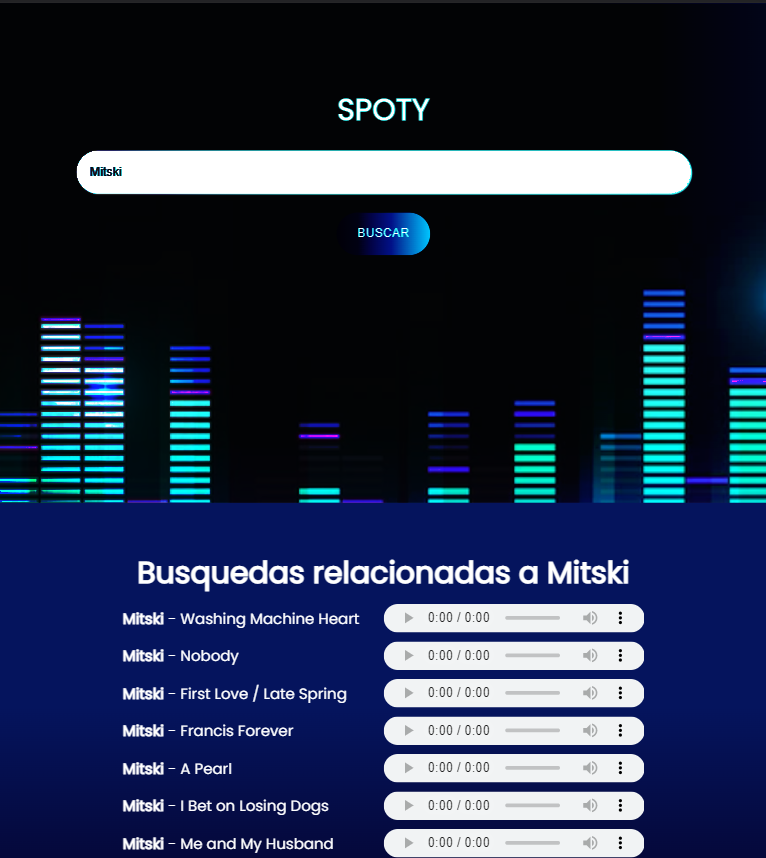 SPOTY
Mitski
BUSCAR
Busquedas relacionadas a Mitski
Mitski - Washing Machine Heart 0:00 / 0:00
Mitski - Nobody 0:00 / 0:00
Mitski - First Love / Late Spring 0:00 / 0:00
Mitski - Francis Forever 0:00 / 0:00
Mitski - A Pearl 0:00 / 0:00
Mitski - I Bet on Losing Dogs 0:00 / 0:00
Mitski - Me and My Husband 0:00 / 0:00